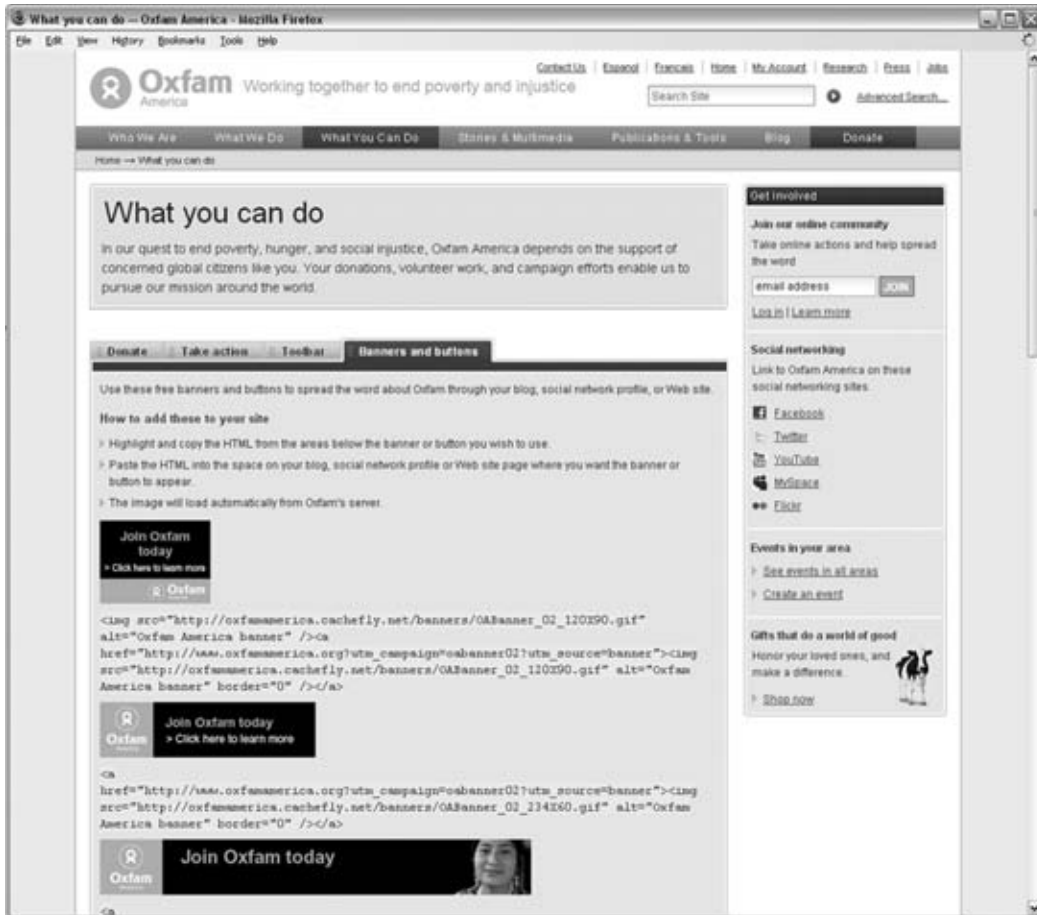 What you can do -- Oxfam America - Mozilla Firefox
File Edit View History Bookmarks Tools Help
Contact Us | Espanol | Francais | Home | My Account | Research | Press | Jobs
Oxfam
America
Working together to end poverty and injustice
Search Site
Advanced Search...
Who We Are What We Do What You Can Do Stories & Multimedia Publications & Tools Blog Donate
Home → What you can do
What you can do
In our quest to end poverty, hunger, and social injustice, Oxfam America depends on the support of
concerned global citizens like you. Your donations, volunteer work, and campaign efforts enable us to
pursue our mission around the world.
Donate Take action Toolbar Banners and buttons
Use these free banners and buttons to spread the word about Oxfam through your blog, social network profile, or Web site.
How to add these to your site
Highlight and copy the HTML from the areas below the banner or button you wish to use.
Paste the HTML into the space on your blog, social network profile or Web site page where you want the banner or
button to appear.
The image will load automatically from Oxfam's server.
Join Oxfam
today
> Click here to learn more
Oxfam
<img src="http://oxfamamerica.cachefly.net/banners/OABanner_02_120X90.gif"
alt="Oxfam America banner" /><a
href="http://www.oxfamamerica.org?utm_campaign=oabanner02?utm_source=banner"><img
src="http://oxfamamerica.cachefly.net/banners/OABanner_02_120X90.gif" alt="Oxfam
America banner" border="0" /></a>
Oxfam
America
Join Oxfam today
> Click here to learn more
<a
href="http://www.oxfamamerica.org?utm_campaign=oabanner02?utm_source=banner"><img
src="http://oxfamamerica.cachefly.net/banners/OABanner_02_234X60.gif" alt="Oxfam
America banner" border="0" /></a>
Oxfam
America
Join Oxfam today
<a
Get involved
Join our online community
Take online actions and help spread
the word
email address JOIN
Log in | Learn more
Social networking
Link to Oxfam America on these
social networking sites.
Facebook
Twitter
YouTube
MySpace
Flickr
Events in your area
See events in all areas
Create an event
Gifts that do a world of good
Honor your loved ones, and
make a difference.
Shop now